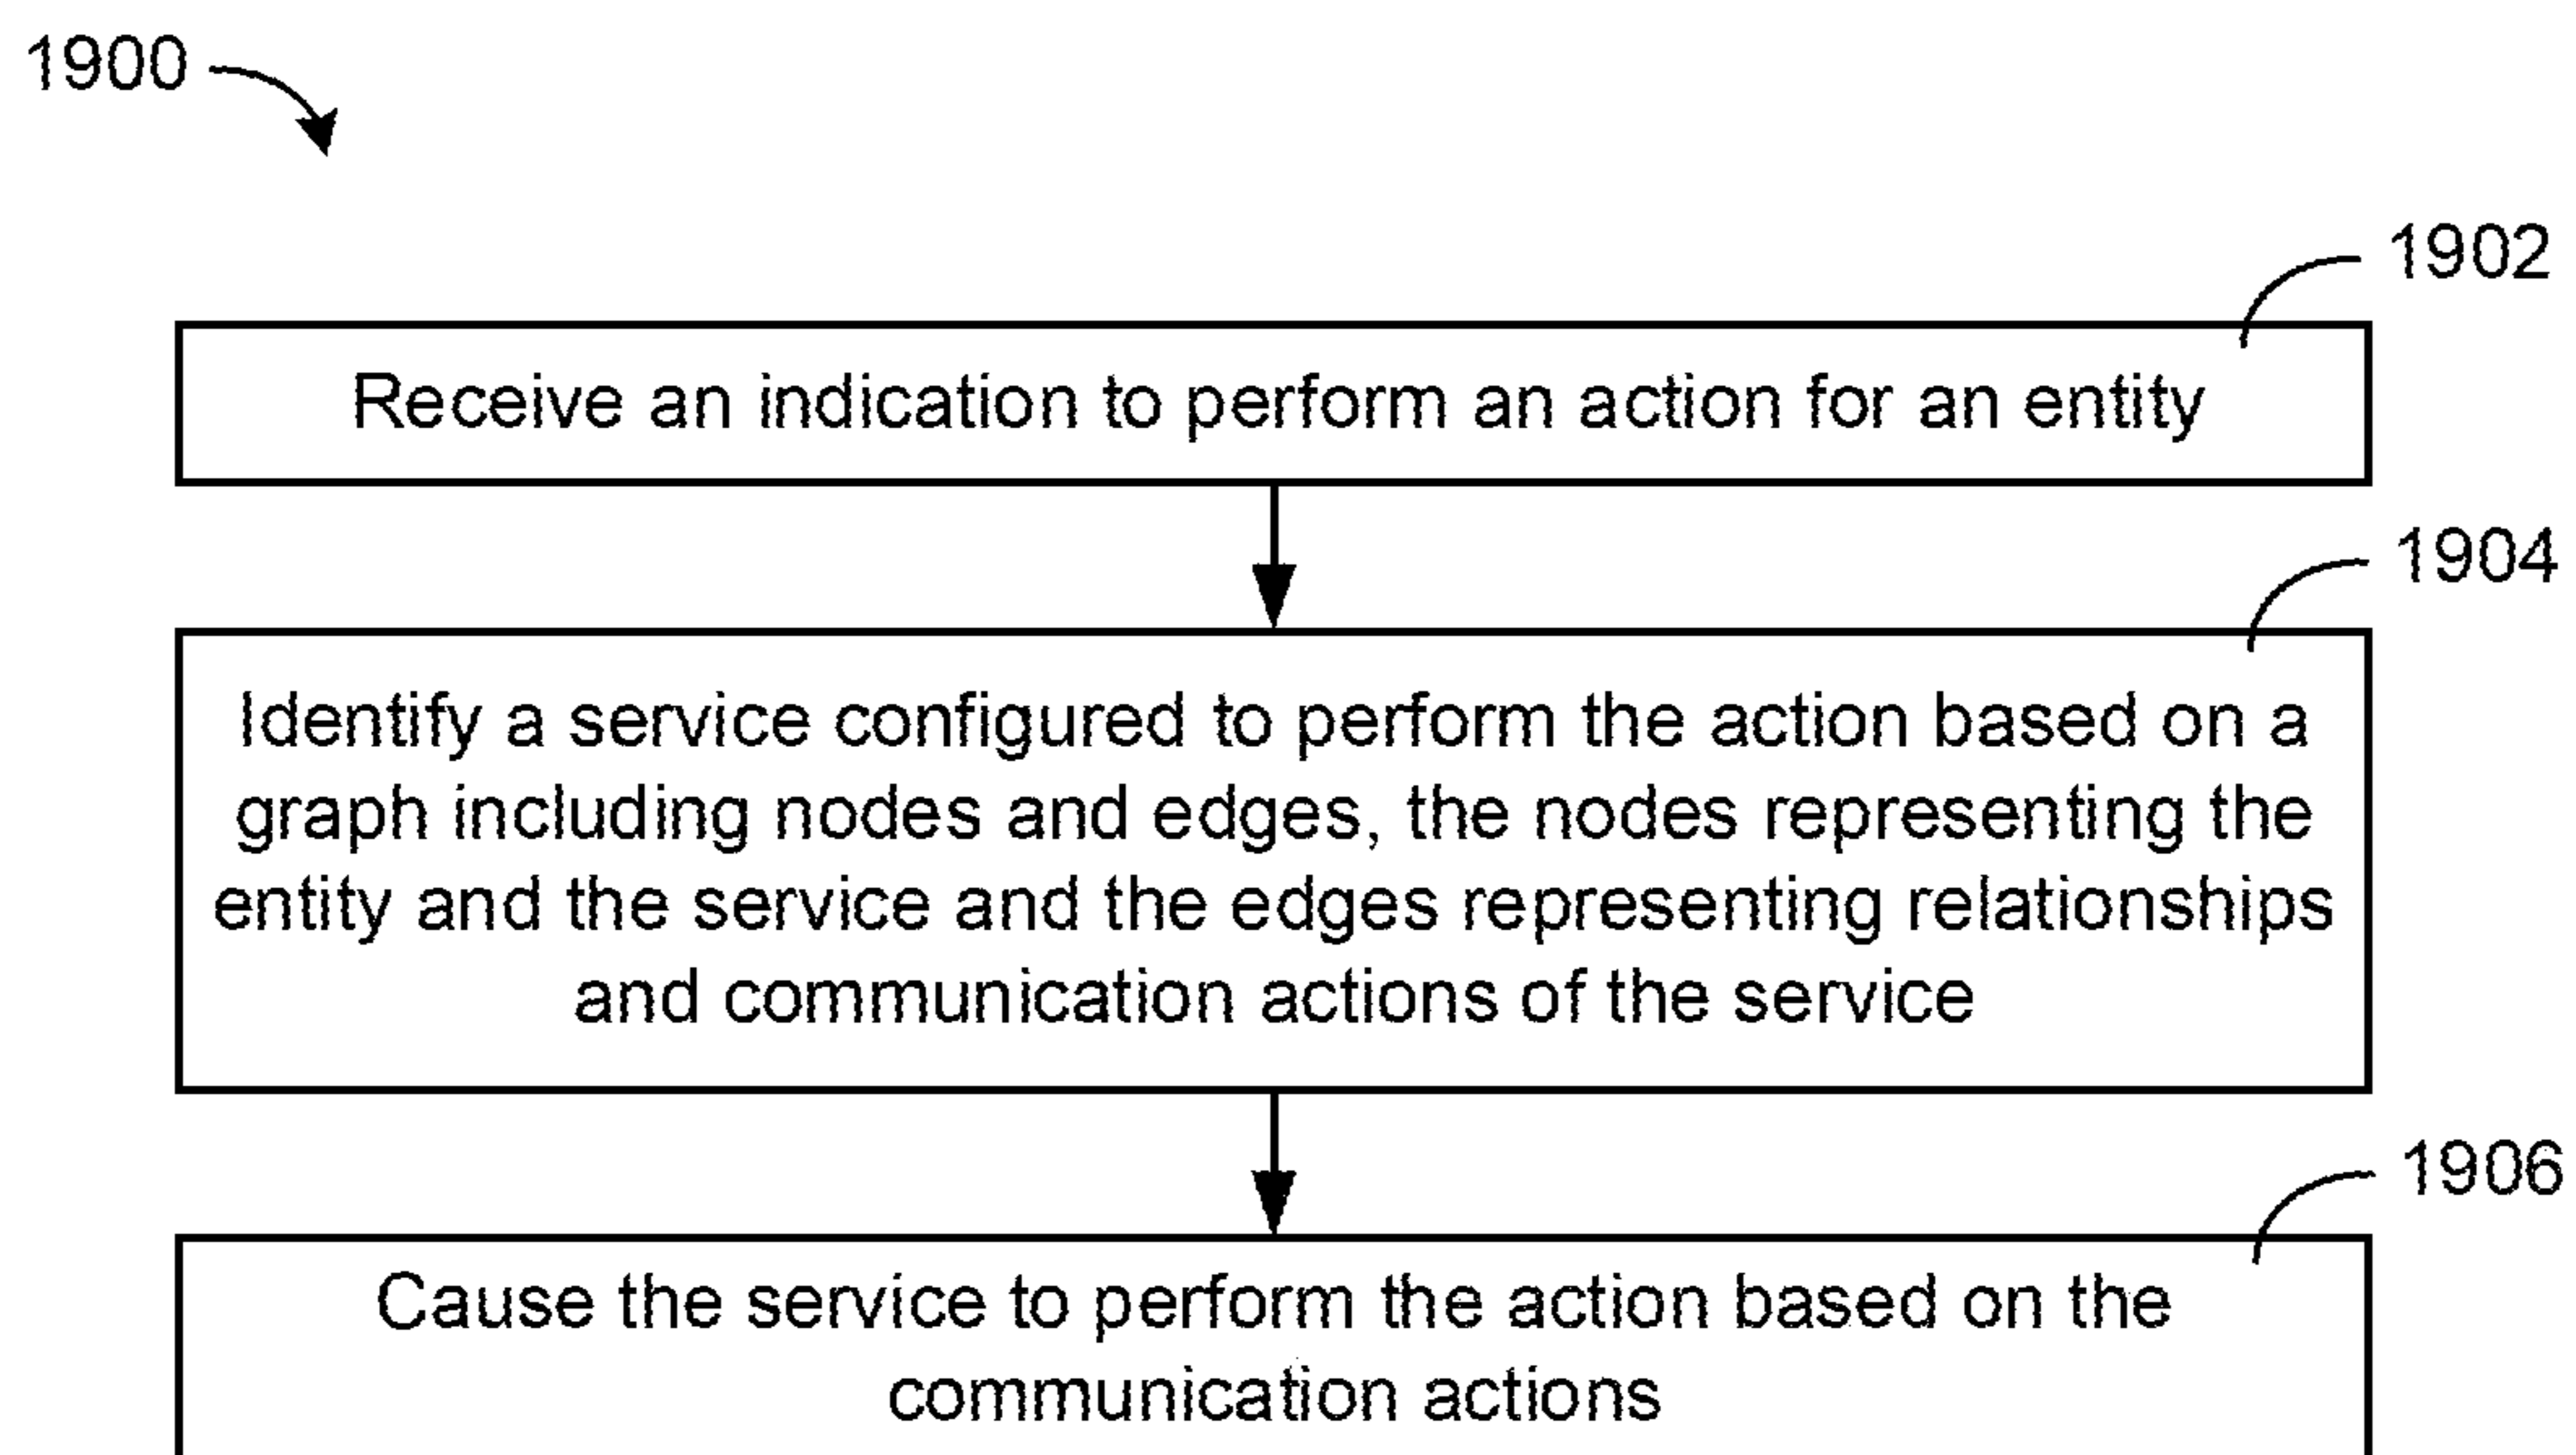 1900
1902
Receive an indication to perform an action for an entity
1904
Identify a service configured to perform the action based on a
graph including nodes and edges, the nodes representing the
entity and the service and the edges representing relationships
and communication actions of the service
1906
Cause the service to perform the action based on the
communication actions